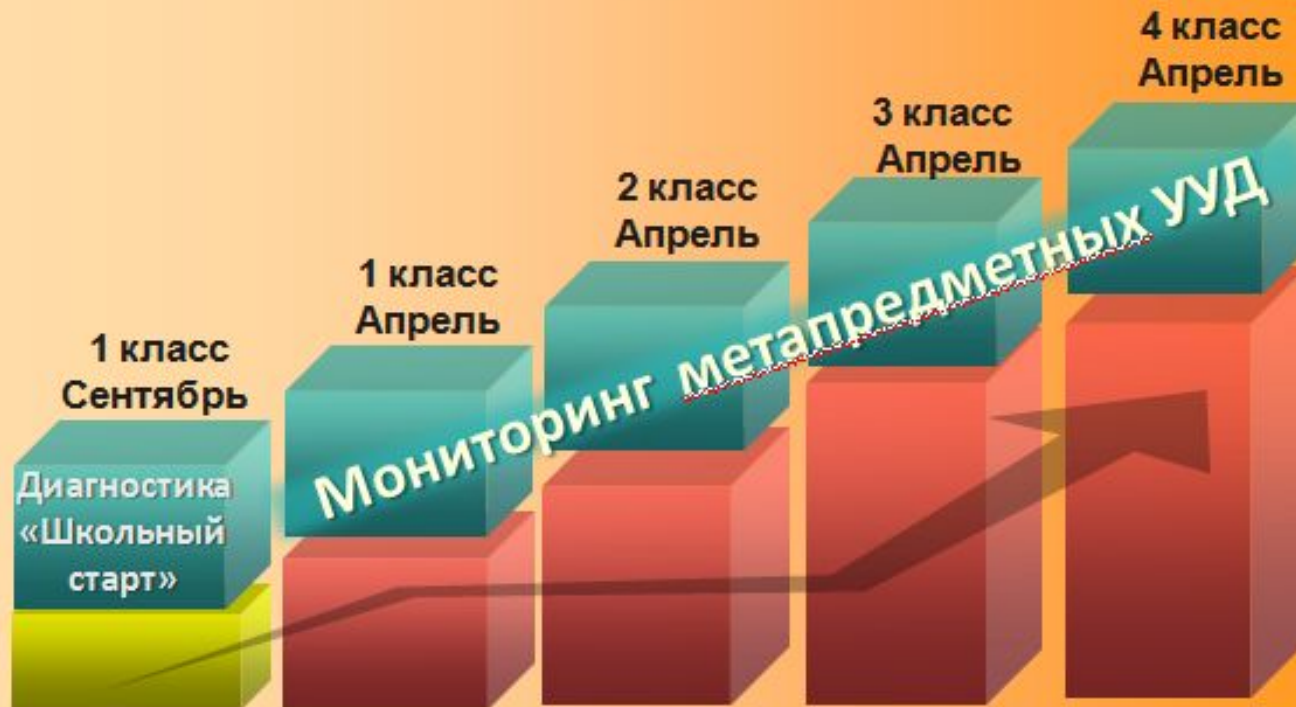 1 класс
Сентябрь
1 класс
Апрель
2 класс
Апрель
3 класс
Апрель
4 класс
Апрель
Диагностика
«Школьный
старт»
Мониторинг метапредметных УУД